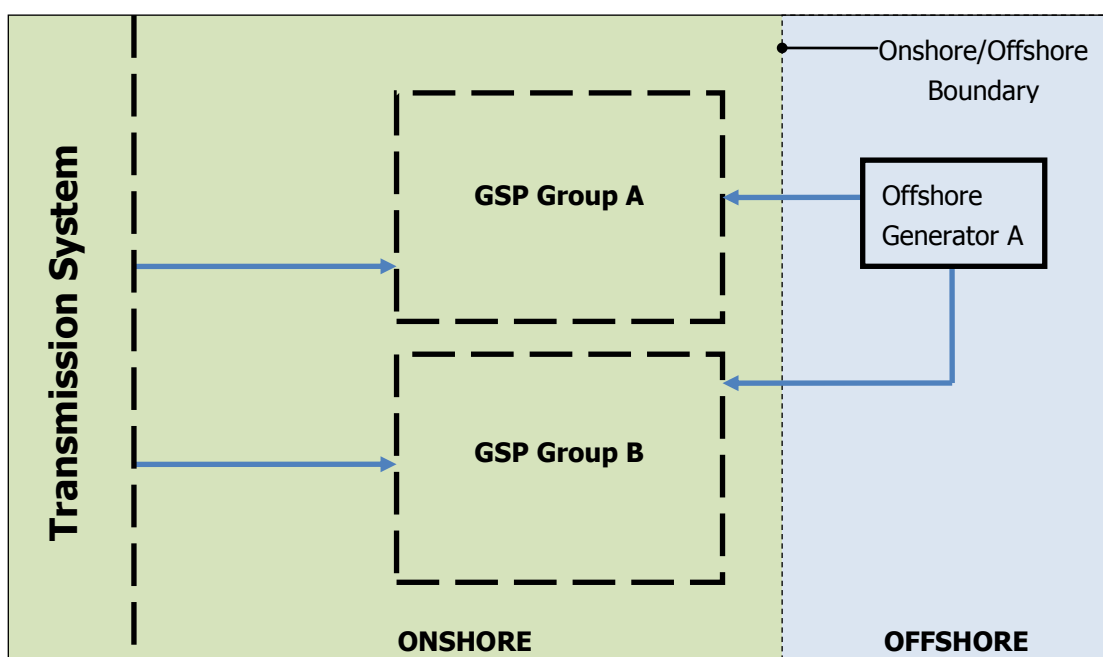 Transmission System
Onshore/Offshore
Boundary
GSP Group A
Offshore
Generator A
GSP Group B
ONSHORE
OFFSHORE